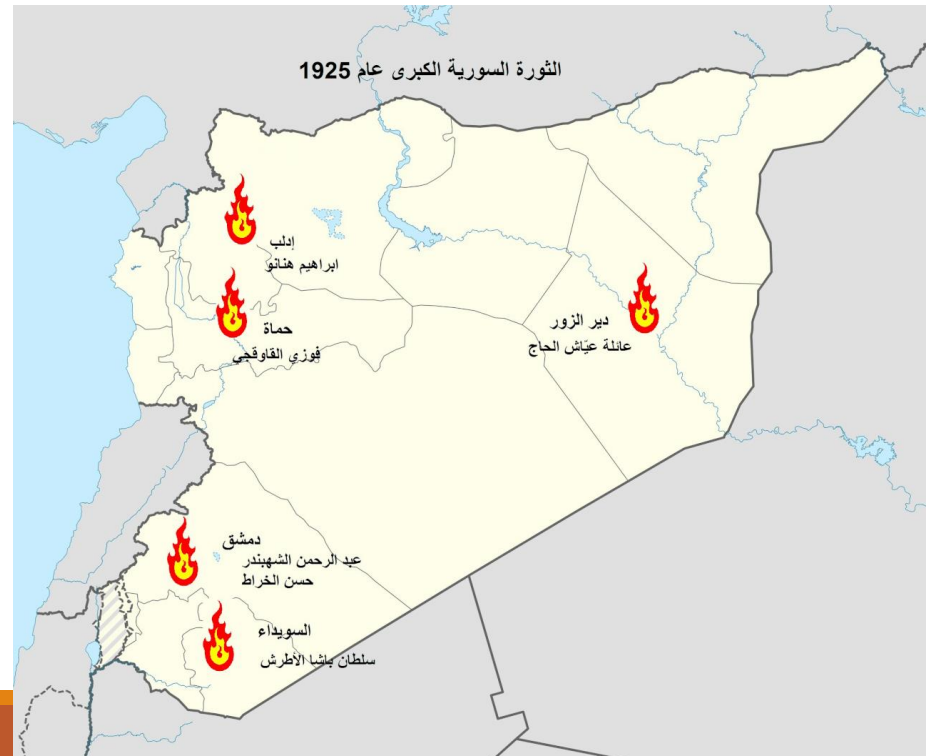 الثورة السورية الكبرى عام 1925
إدلب
ابراهيم هنانو
حماة
فوزي القاوقجي
دير الزور
عائلة عيّاش الحاج
دمشق
عبد الرحمن الشهبندر
حسن الخراط
السويداء
سلطان باشا الأطرش